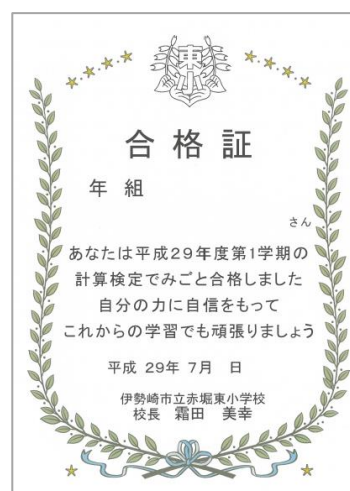 東小
合格証
年 組
さん
あなたは平成29年度第1学期の
計算検定でみごと合格しました
自分の力に自信をもって
これからの学習でも頑張りましょう
平成 29年 7月 日
伊勢崎市立赤堀東小学校
校長 霜田 美幸